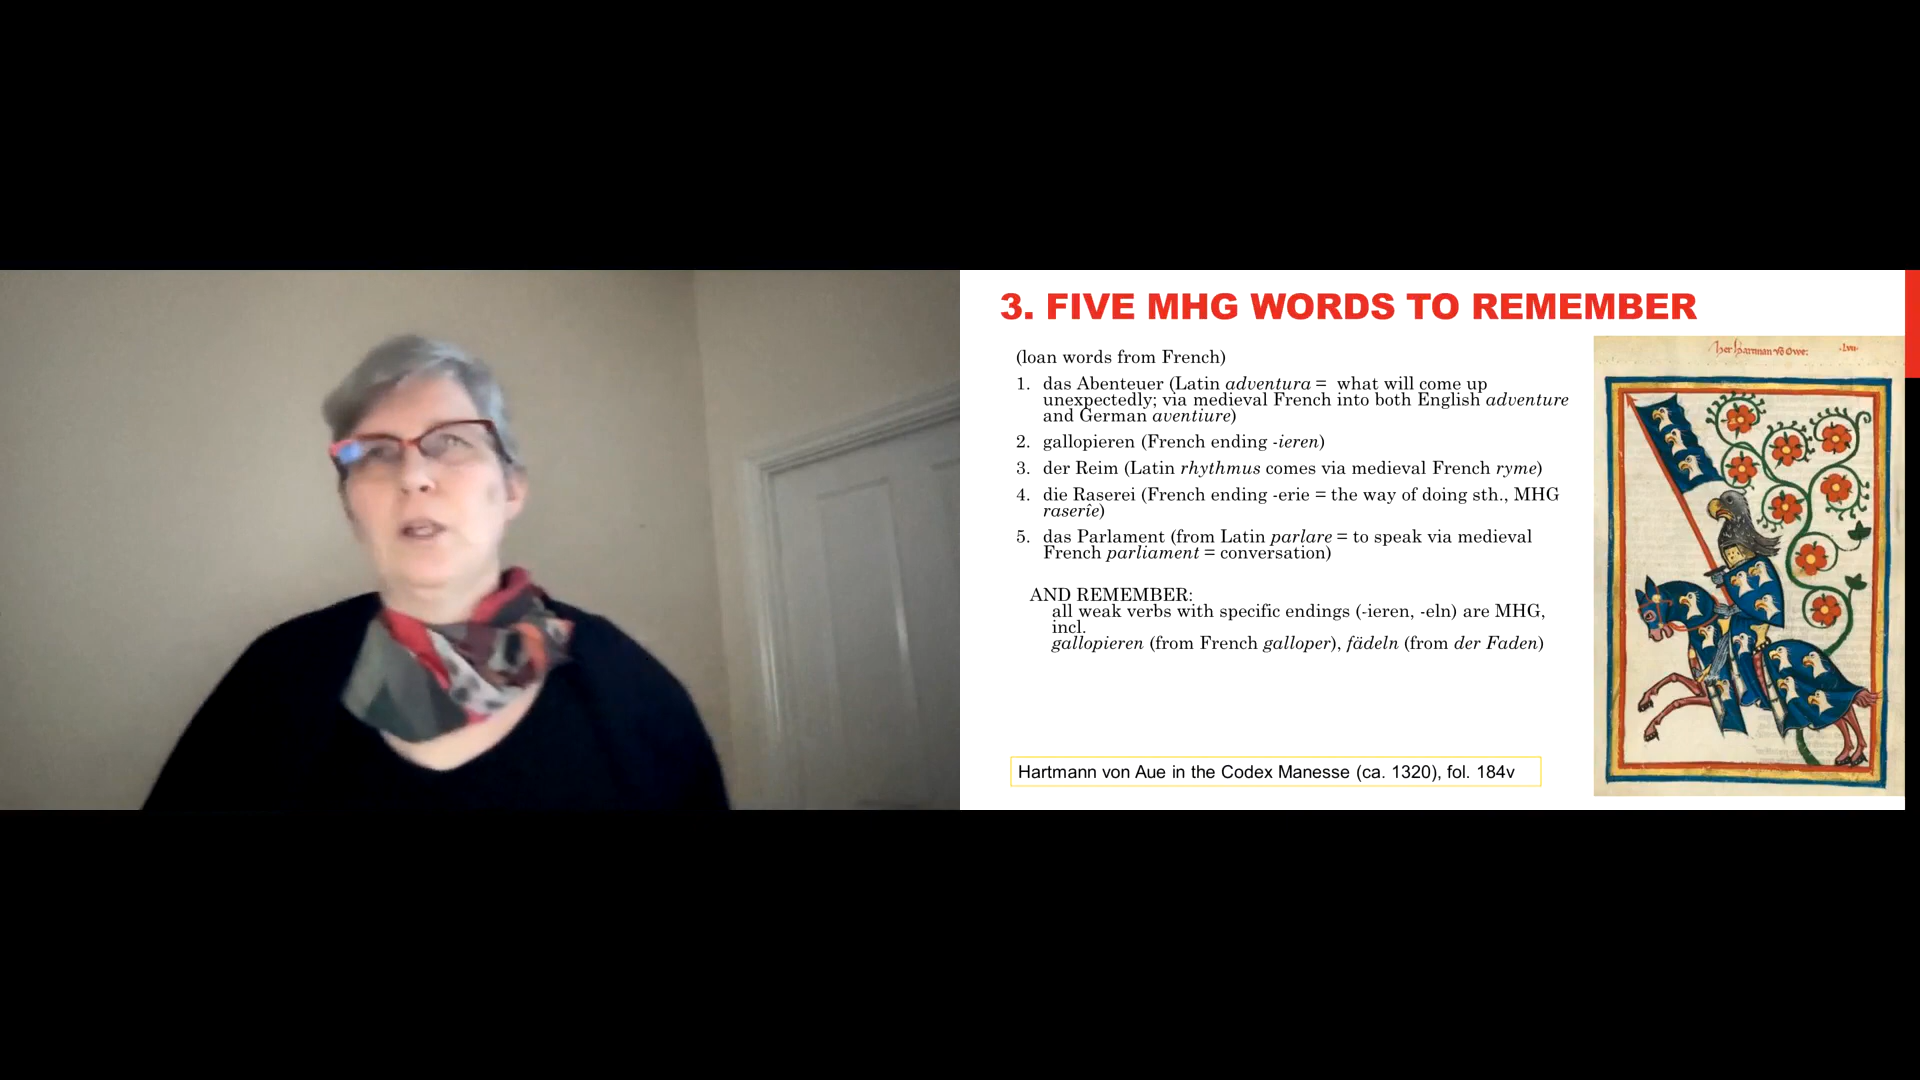 3. FIVE MHG WORDS TO REMEMBER
(loan words from French)
1. das Abenteuer (Latin adventura = what will come up
unexpectedly; via medieval French into both English adventure
and German aventiure)
2. gallopieren (French ending -ieren)
3. der Reim (Latin rhythmus comes via medieval French ryme)
4. die Raserei (French ending -erie = the way of doing sth., MHG
raserîe)
5. das Parlament (from Latin parlare = to speak via medieval
French parliament = conversation)
AND REMEMBER:
all weak verbs with specific endings (-ieren, -eln) are MHG,
incl.
gallopieren (from French galloper), fädeln (from der Faden)
Hartmann von Aue in the Codex Manesse (ca. 1320), fol. 184v